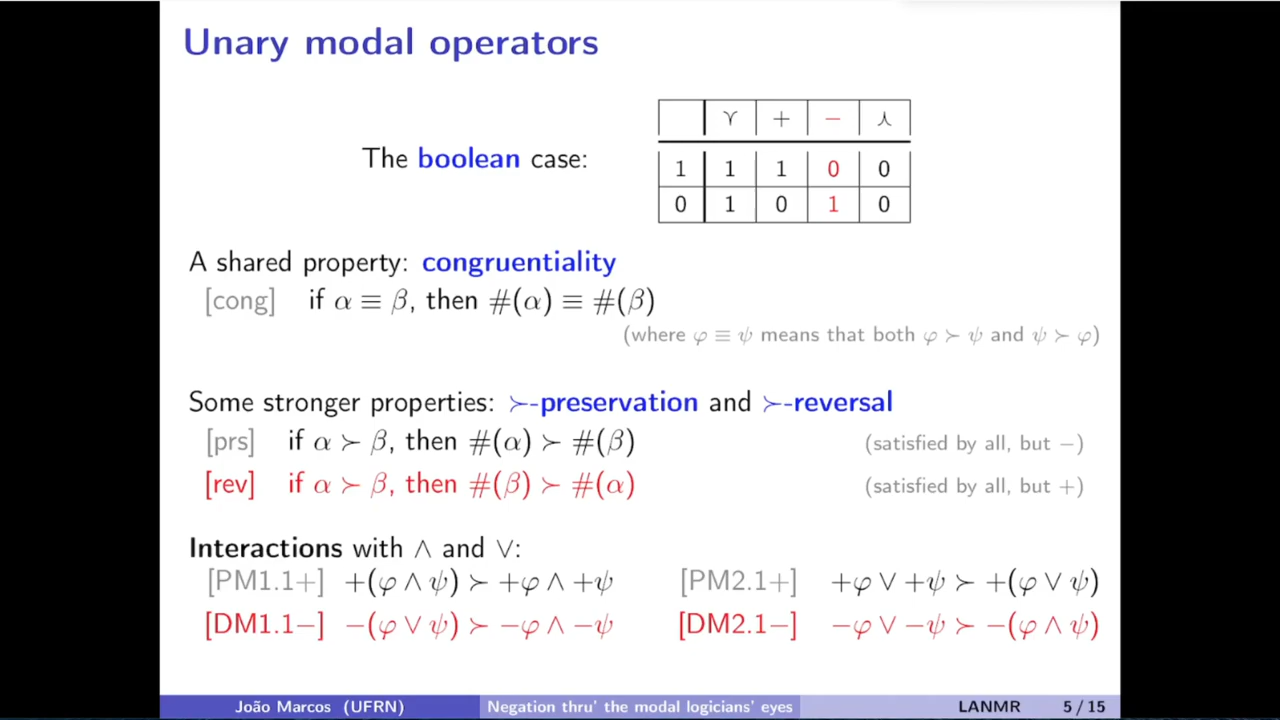 Unary modal operators
The boolean case:
⋎ + − ⋏
1 1 1 0 0
0 1 0 1 0
A shared property: congruentiality
[cong] if α ≡ β, then #(α) ≡ #(β)
(where φ ≡ ψ means that both φ ≻ ψ and ψ ≻ φ)
Some stronger properties: ≻-preservation and ≻-reversal
[prs] if α ≻ β, then #(α) ≻ #(β) (satisfied by all, but −)
[rev] if α ≻ β, then #(β) ≻ #(α) (satisfied by all, but +)
Interactions with ∧ and ∨:
[PM1.1+] +(φ ∧ ψ) ≻ +φ ∧ +ψ [PM2.1+] +φ ∨ +ψ ≻ +(φ ∨ ψ)
[DM1.1−] −(φ ∨ ψ) ≻ −φ ∧ −ψ [DM2.1−] −φ ∨ −ψ ≻ −(φ ∧ ψ)
João Marcos (UFRN) Negation thru' the modal logicians' eyes LANMR 5 / 15